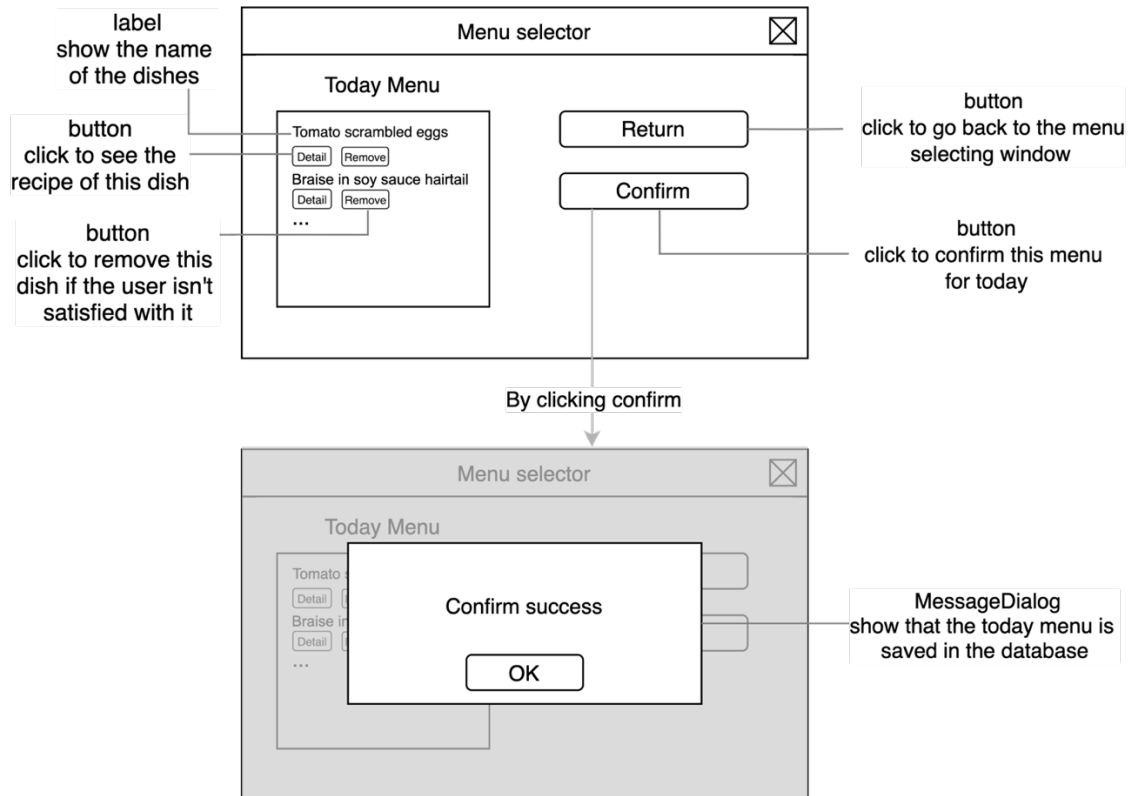 label
show the name
of the dishes
button
click to see the
recipe of this dish
button
click to remove this
dish if the user isn't
satisfied with it
Menu selector
Today Menu
Tomato scrambled eggs
Detail Remove
Braise in soy sauce hairtail
Detail Remove
...
Return
Confirm
button
click to go back to the menu
selecting window
button
click to confirm this menu
for today
By clicking confirm
Menu selector
Today Menu
Tomato s
Detail
Braise in
Detail
...
Confirm success
OK
MessageDialog
show that the today menu is
saved in the database